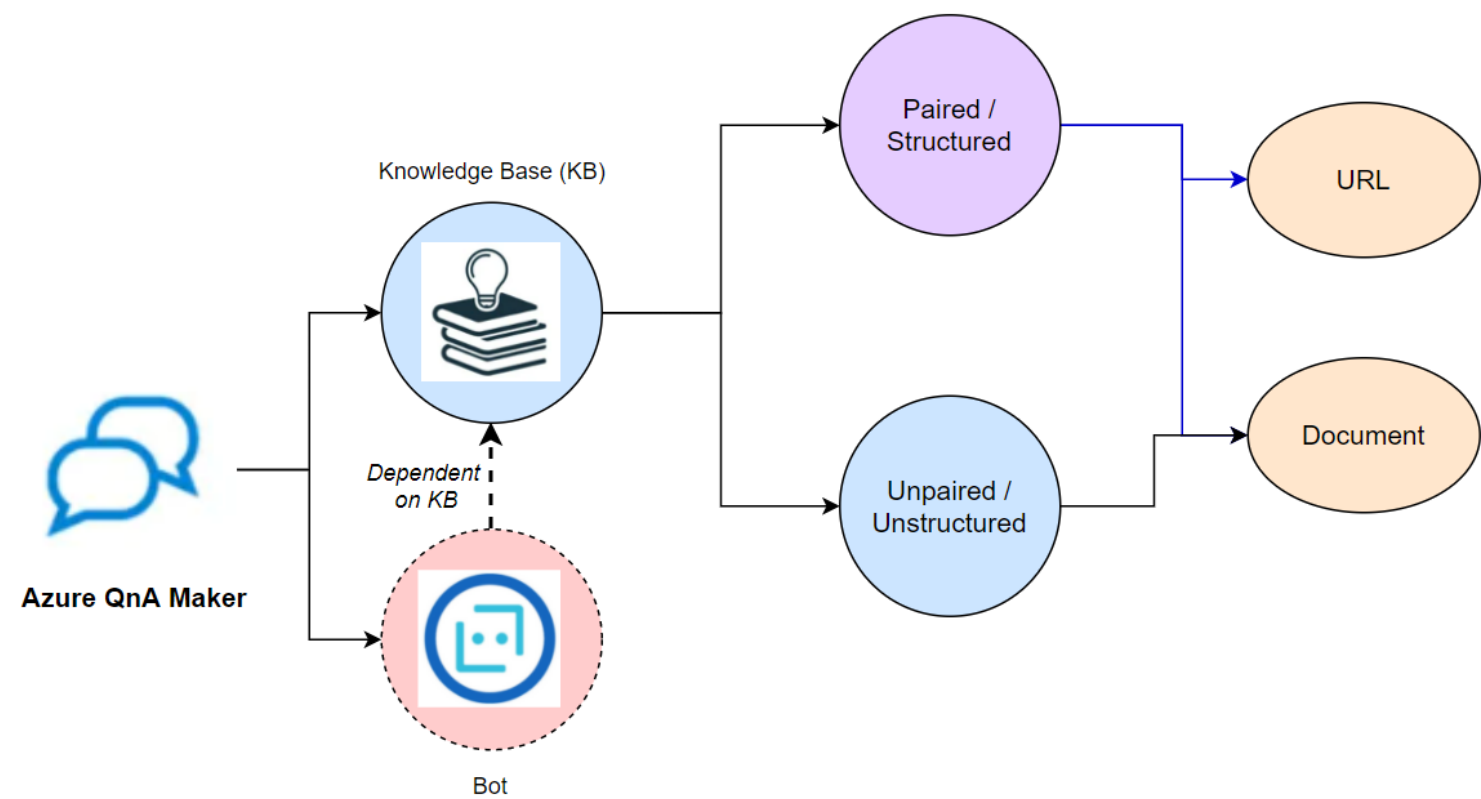 Paired /
Structured
URL
Knowledge Base (KB)
Document
Dependent
on KB
Unpaired /
Unstructured
Azure QnA Maker
Bot